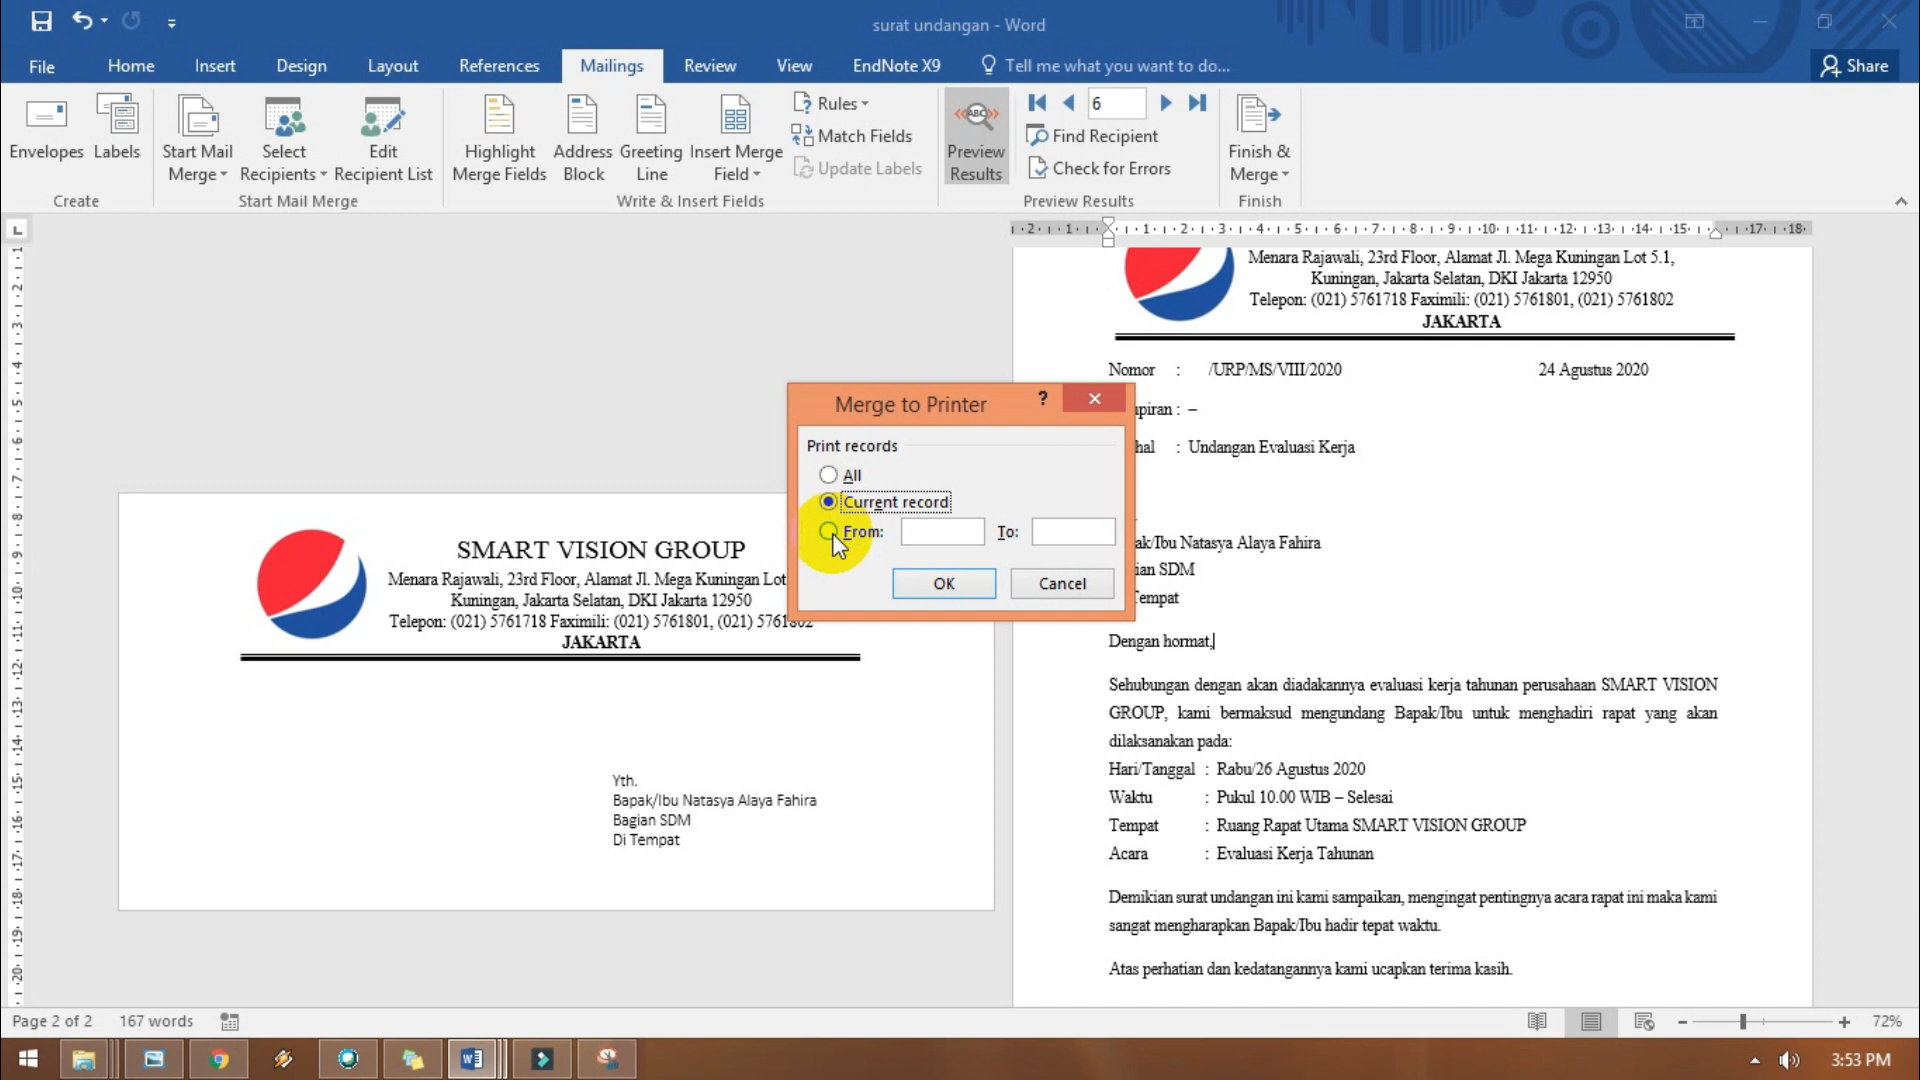 surat undangan - Word
File Home Insert Design Layout References Mailings Review View EndNote X9 Tell me what you want to do... Share
Envelopes Labels
Create
Start Mail Merge
Select Recipients
Edit Recipient List
Start Mail Merge
Highlight Merge Fields
Address Block
Greeting Line
Insert Merge Field
Rules
Match Fields
Update Labels
Write & Insert Fields
«ABC»
Preview Results
6
Find Recipient
Check for Errors
Preview Results
Finish & Merge
Finish
SMART VISION GROUP
Menara Rajawali, 23rd Floor, Alamat Jl. Mega Kuningan Lot
Kuningan, Jakarta Selatan, DKI Jakarta 12950
Telepon: (021) 5761718 Faximili: (021) 5761801, (021) 5761802
JAKARTA
Yth.
Bapak/Ibu Natasya Alaya Fahira
Bagian SDM
Di Tempat
Merge to Printer ?
Print records
All
Current record
From: To:
OK Cancel
Menara Rajawali, 23rd Floor, Alamat Jl. Mega Kuningan Lot 5.1,
Kuningan, Jakarta Selatan, DKI Jakarta 12950
Telepon: (021) 5761718 Faximili: (021) 5761801, (021) 5761802
JAKARTA
Nomor : /URP/MS/VIII/2020 24 Agustus 2020
piran : –
hal : Undangan Evaluasi Kerja
ak/Ibu Natasya Alaya Fahira
ian SDM
Tempat
Dengan hormat,
Sehubungan dengan akan diadakannya evaluasi kerja tahunan perusahaan SMART VISION
GROUP, kami bermaksud mengundang Bapak/Ibu untuk menghadiri rapat yang akan
dilaksanakan pada:
Hari/Tanggal : Rabu/26 Agustus 2020
Waktu : Pukul 10.00 WIB – Selesai
Tempat : Ruang Rapat Utama SMART VISION GROUP
Acara : Evaluasi Kerja Tahunan
Demikian surat undangan ini kami sampaikan, mengingat pentingnya acara rapat ini maka kami
sangat mengharapkan Bapak/Ibu hadir tepat waktu.
Atas perhatian dan kedatangannya kami ucapkan terima kasih.
Page 2 of 2 167 words 72%
3:53 PM